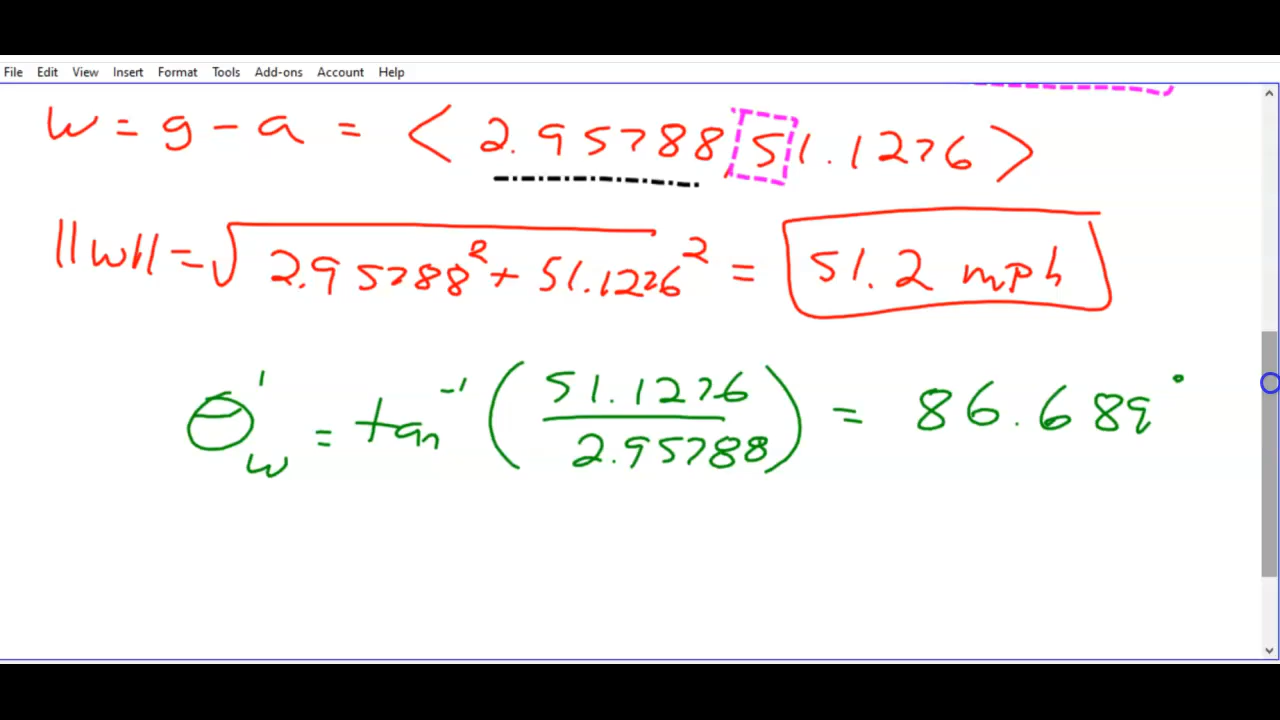 File Edit View Insert Format Tools Add-ons Account Help
w = g - a = < 2.95788, 51.1276 >
||w|| = √2.95788² + 51.1276² = 51.2 mph
θ'w = tan⁻¹ ( 51.1276 / 2.95788 ) = 86.689°